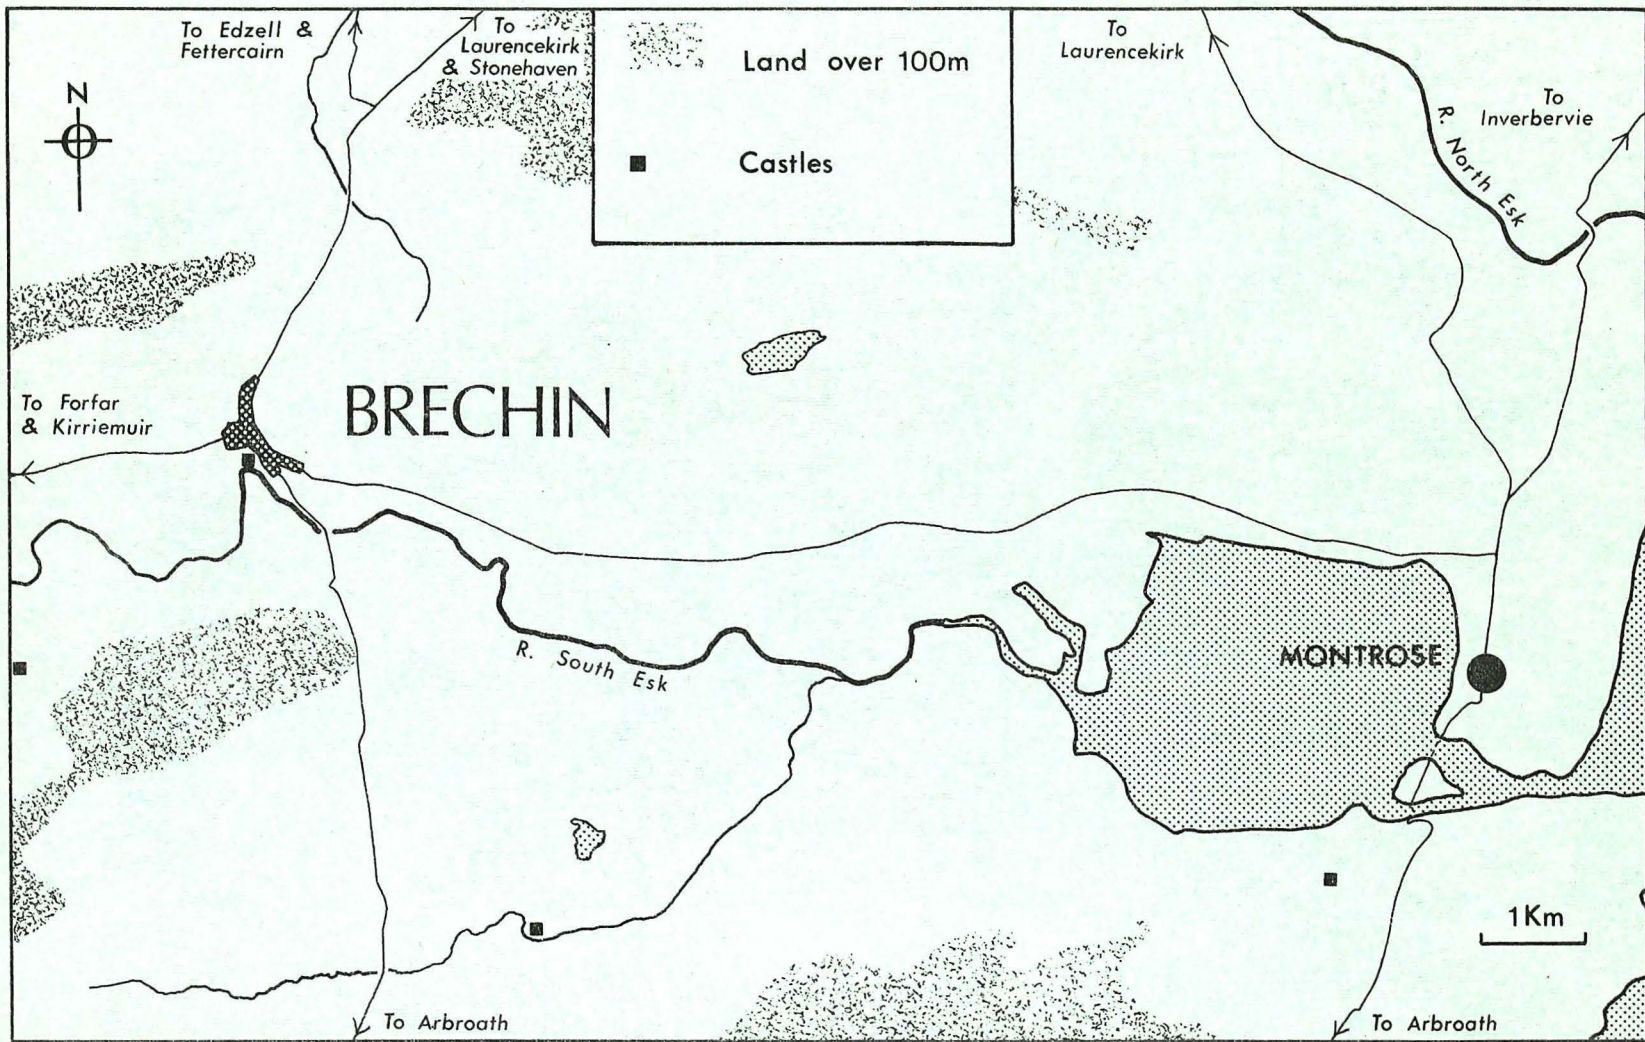 To Edzell &
Fettercairn
To
Laurencekirk
& Stonehaven
Land over 100m
Castles
To
Laurencekirk
To
Inverbervie
N
R. North Esk
To Forfar
& Kirriemuir
BRECHIN
R. South Esk
MONTROSE
1Km
To Arbroath
To Arbroath